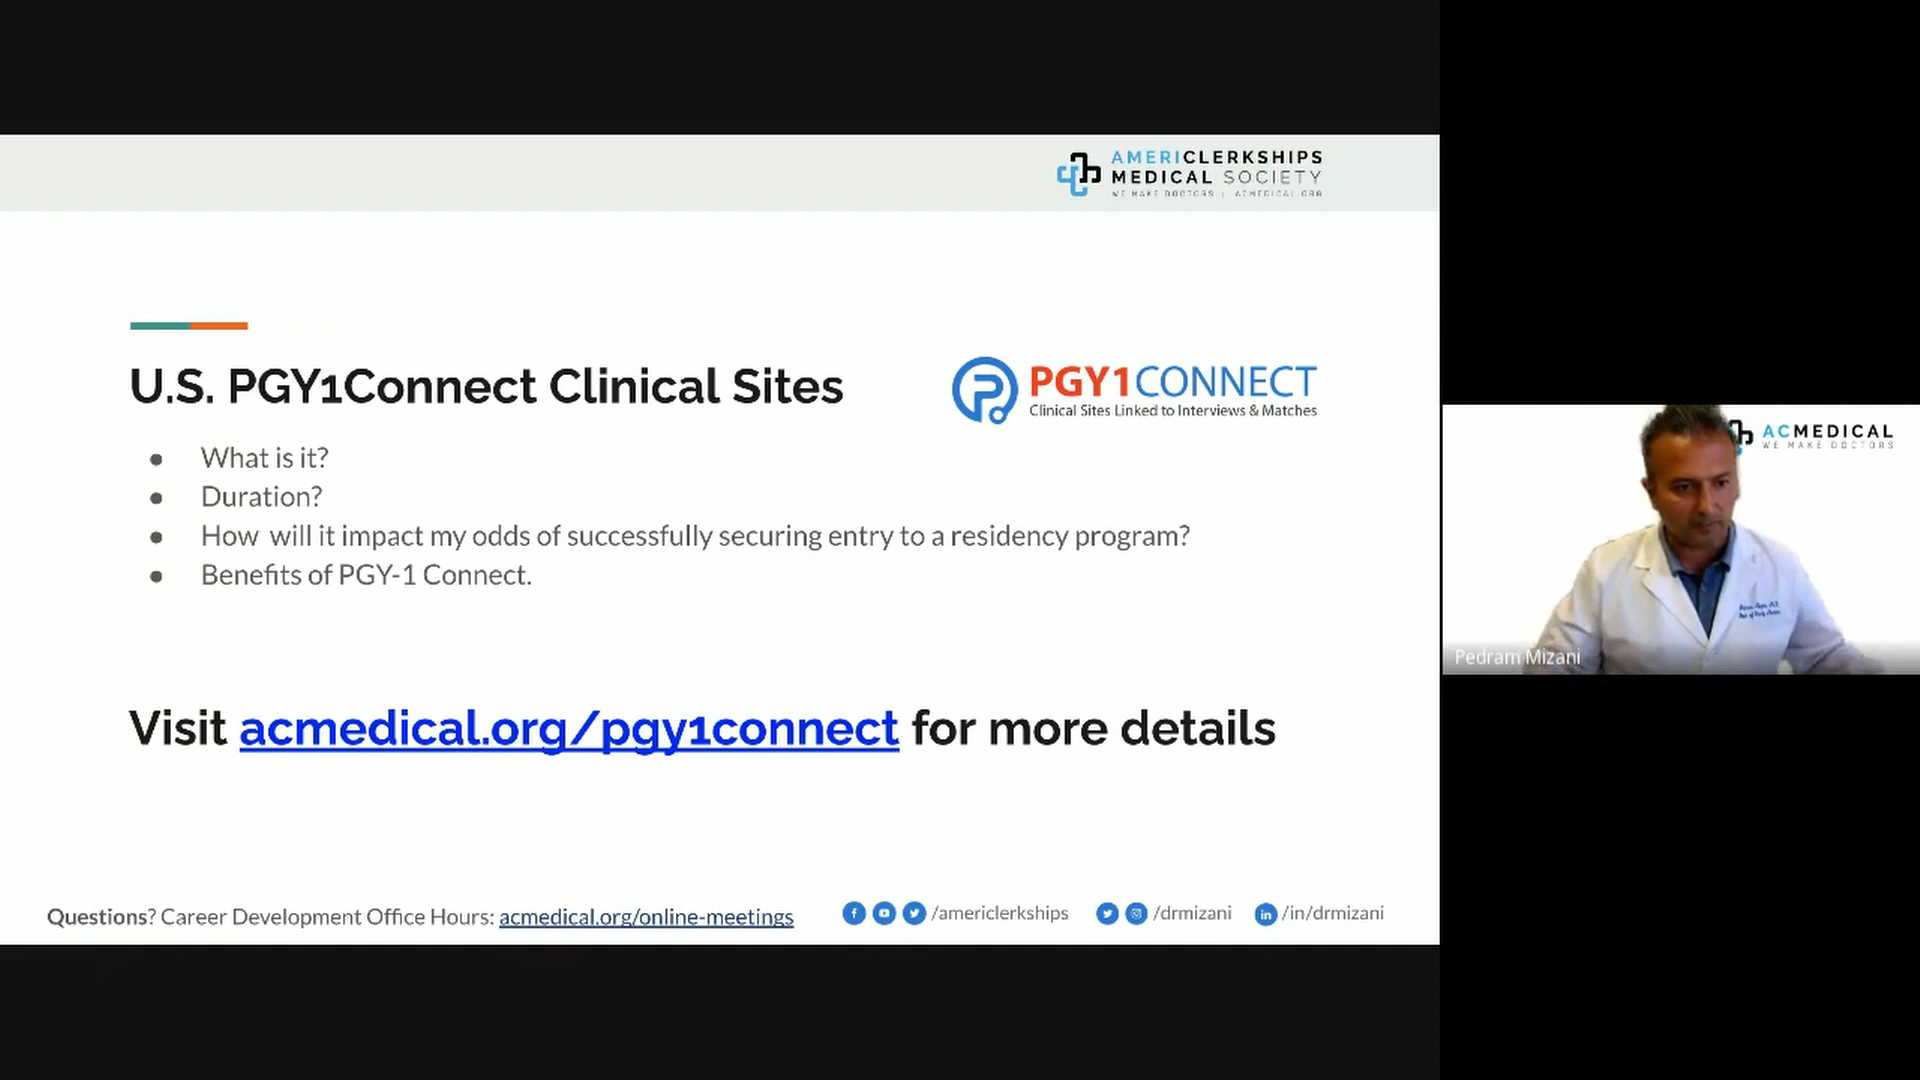 AMERICLERKSHIPS
MEDICAL SOCIETY
WE MAKE DOCTORS | ACMEDICAL.ORG
U.S. PGY1Connect Clinical Sites
PGY1CONNECT
Clinical Sites Linked to Interviews & Matches
● What is it?
● Duration?
● How will it impact my odds of successfully securing entry to a residency program?
● Benefits of PGY-1 Connect.
Visit acmedical.org/pgy1connect for more details
Questions? Career Development Office Hours: acmedical.org/online-meetings
/americlerkships /drmizani /in/drmizani
ACMEDICAL
WE MAKE DOCTORS
Pedram Mizani